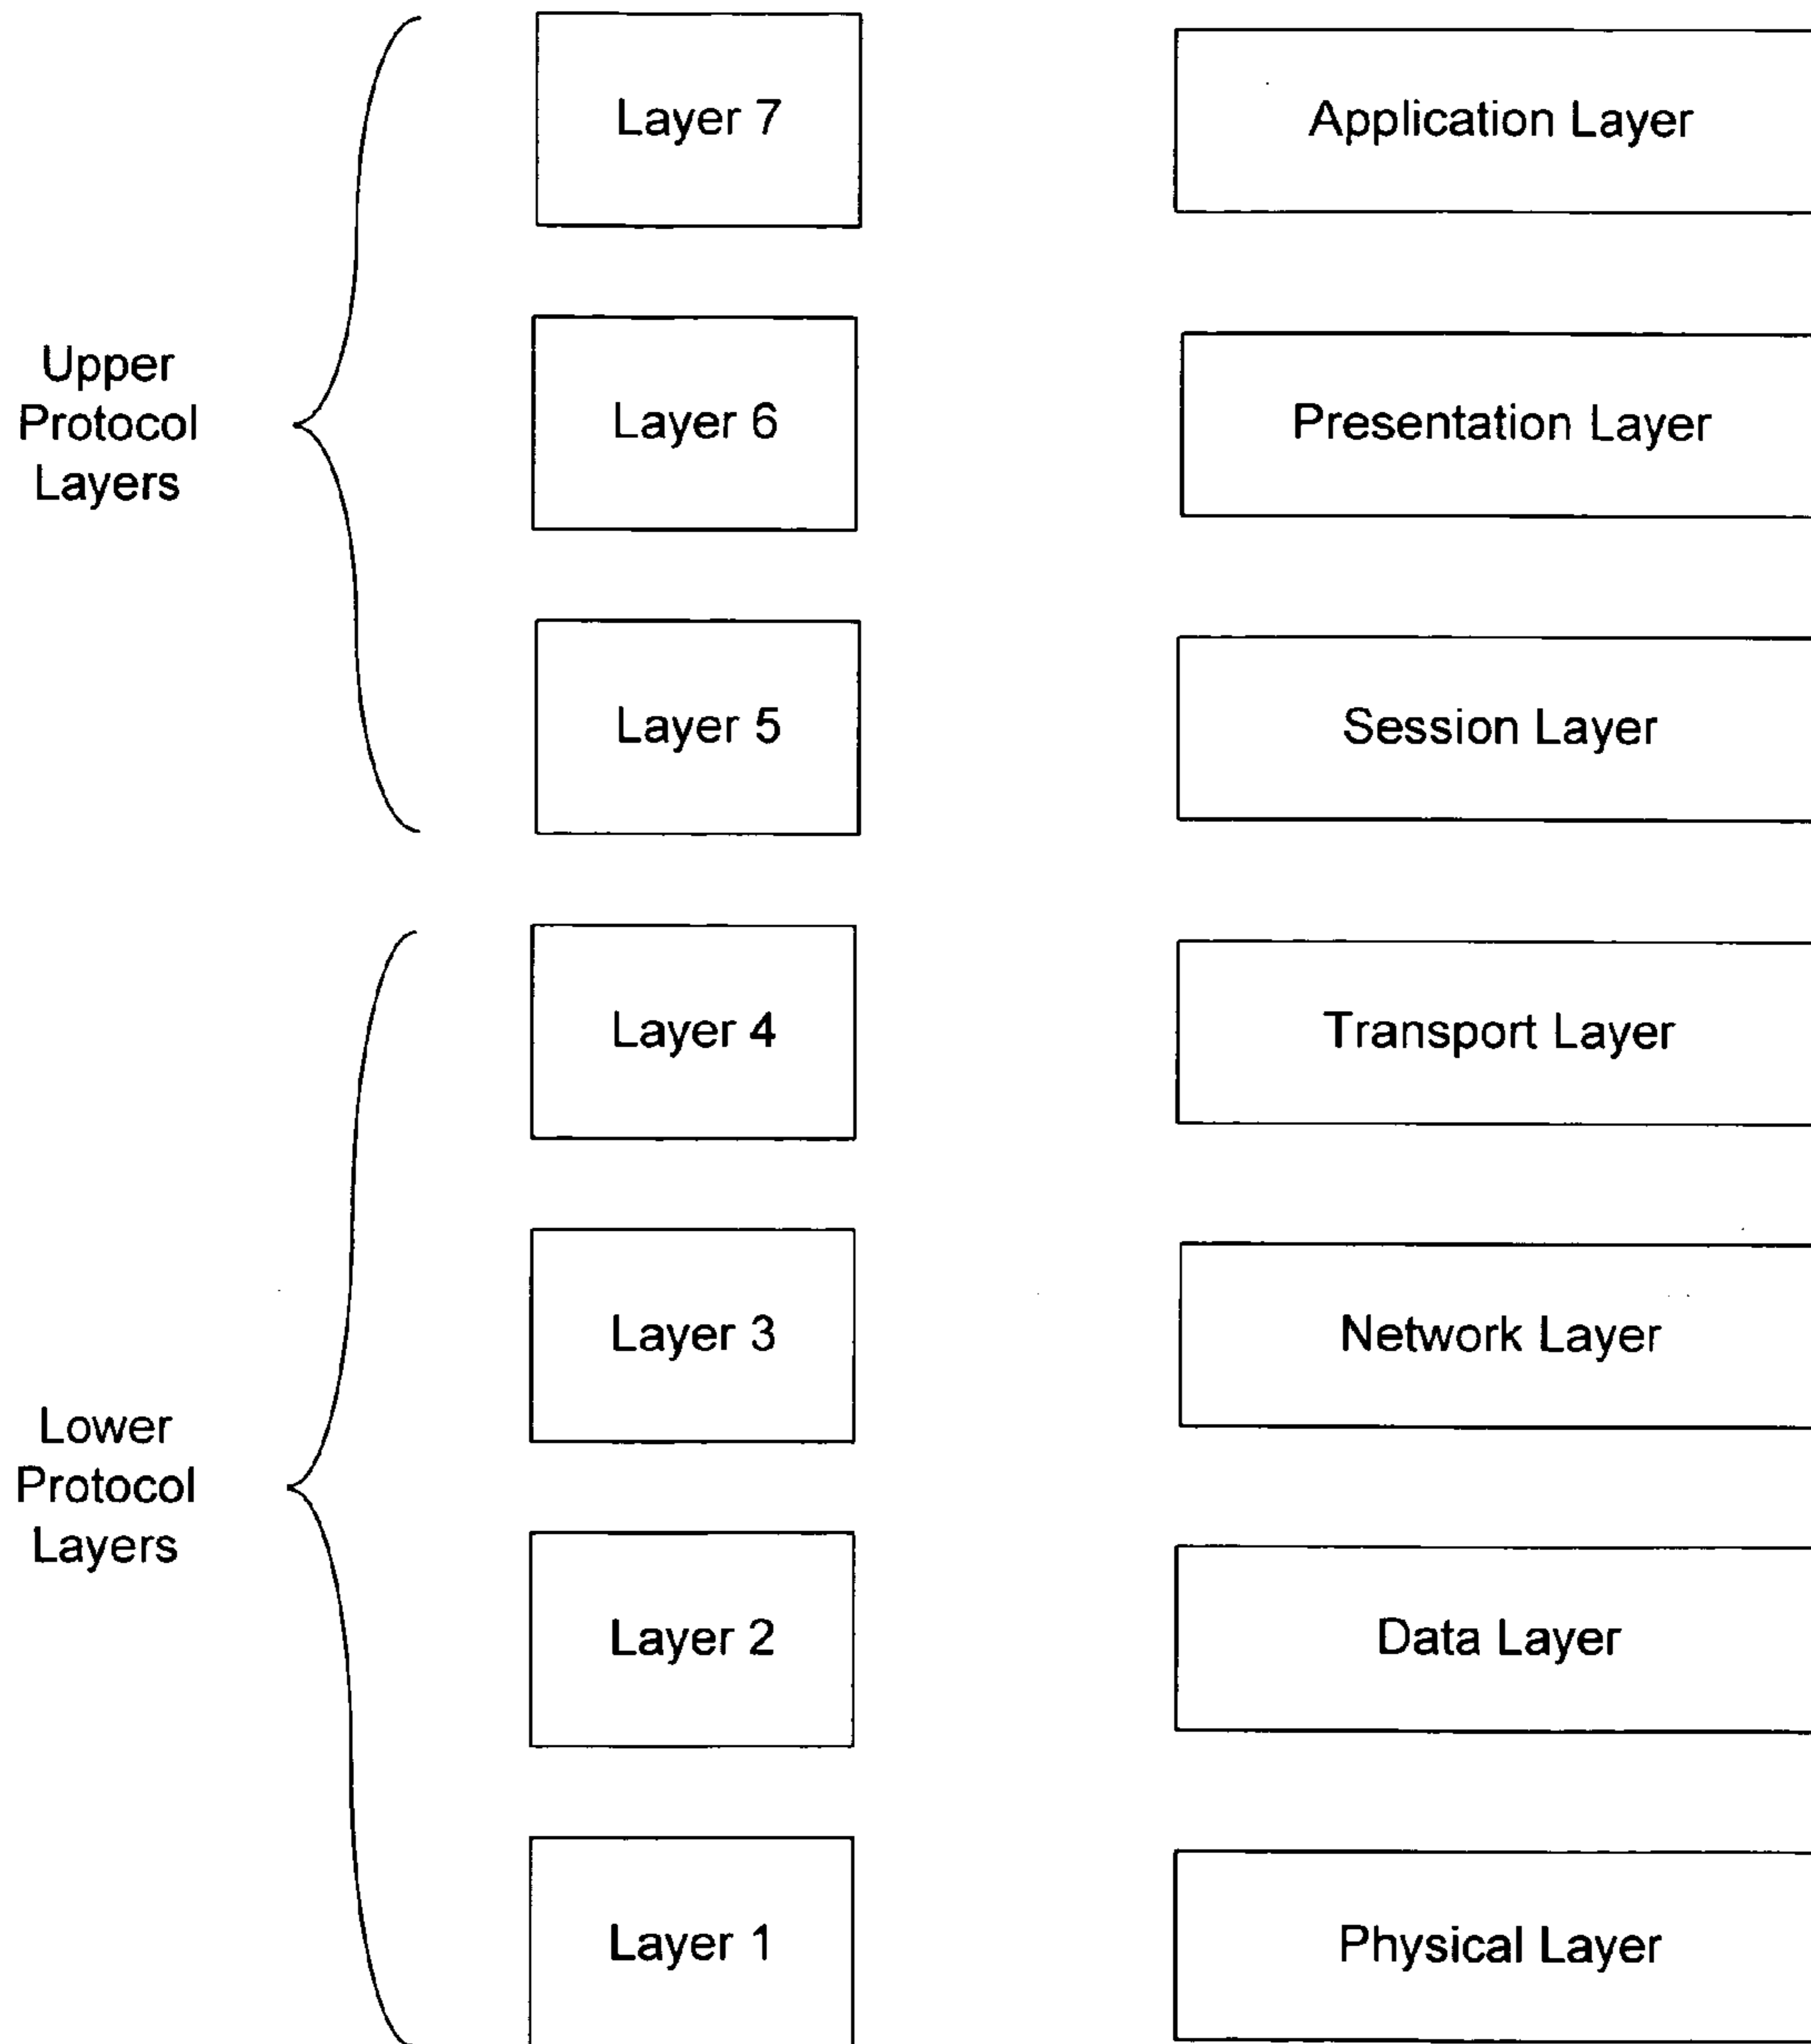 Upper
Protocol
Layers
Layer 7
Application Layer
Layer 6
Presentation Layer
Layer 5
Session Layer
Lower
Protocol
Layers
Layer 4
Transport Layer
Layer 3
Network Layer
Layer 2
Data Layer
Layer 1
Physical Layer